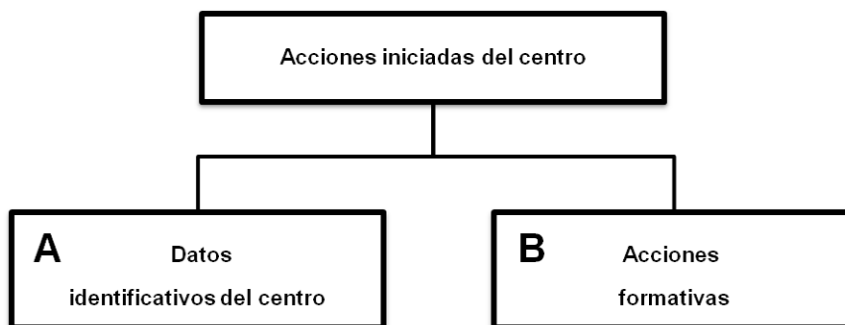 Acciones iniciadas del centro
A
Datos
identificativos del centro
B
Acciones
formativas